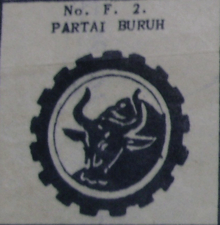 No. F. 2.
PARTAI BURUH